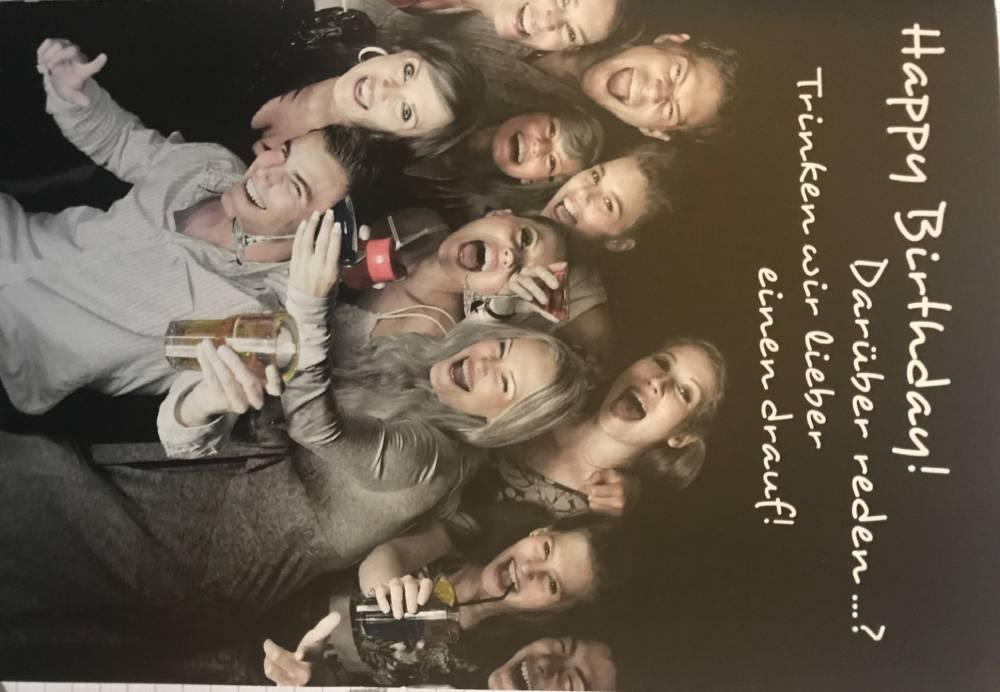 Happy Birthday!
Darüber reden ...?
Trinken wir lieber
einen drauf!